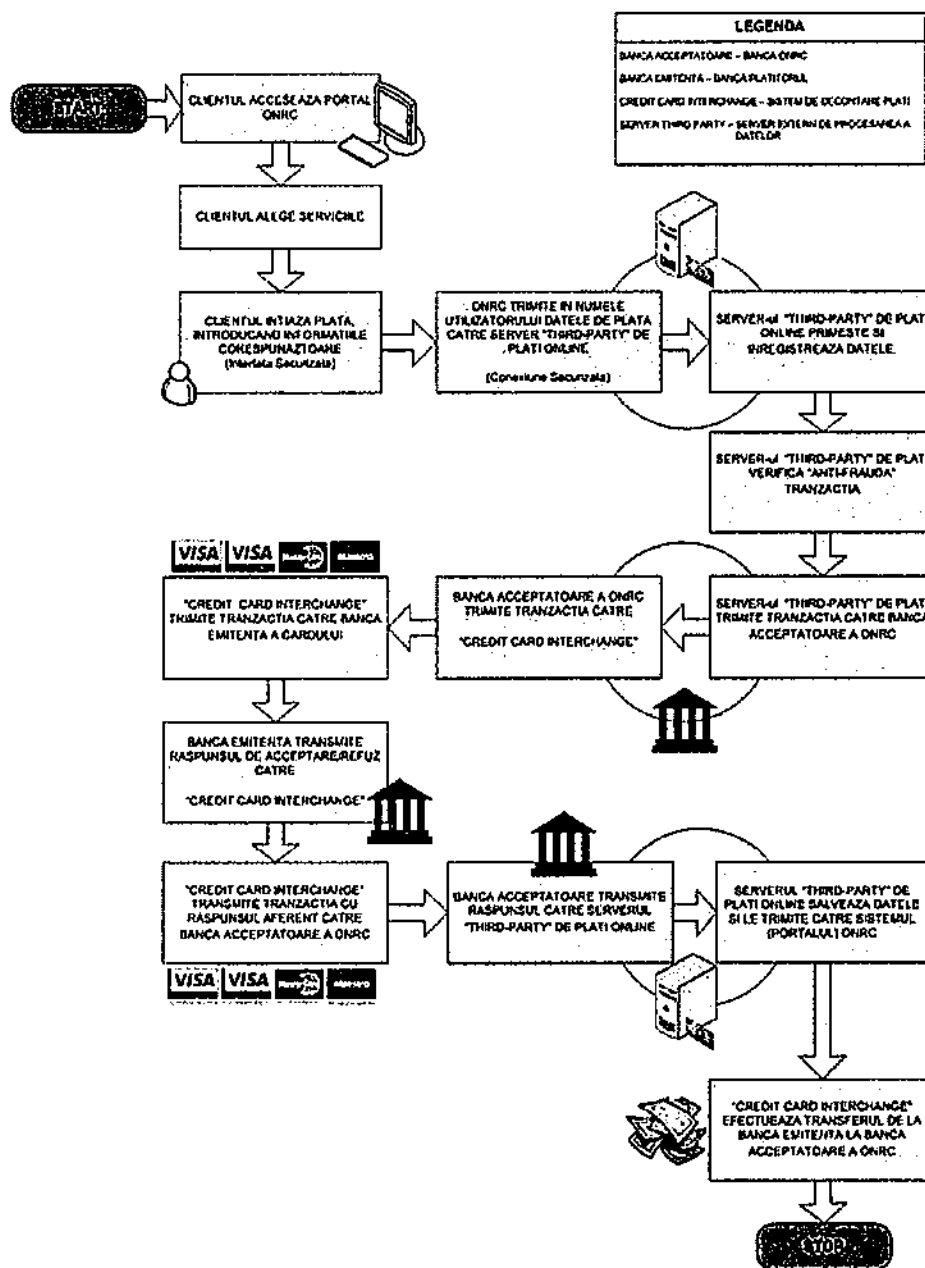 LEGENDA
BANCA ACCEPTATOARE – BANCA ONRC
BANCA EMITENTA – BANCA PLATITORUL
CREDIT CARD INTERCHANGE – SISTEM DE DECONTARE PLATI
SERVER THIRD PARTY – SERVER EXTERN DE PROCESAREA A
DATELOR
START
CLIENTUL ACCESEAZA PORTAL
ONRC
CLIENTUL ALEGE SERVICIILE
CLIENTUL INTIAZA PLATA,
INTRODUCAND INFORMATIILE
CORESPUNAZTOARE
(Interfata Securizata)
ONRC TRIMITE IN NUMELE
UTILIZATORULUI DATELE DE PLATA
CATRE SERVER "THIRD-PARTY" DE
PLATI ONLINE
(Conexiune Securizata)
SERVER-ul "THIRD-PARTY" DE PLATI
ONLINE PRIMESTE SI
INREGISTREAZA DATELE.
SERVER-ul "THIRD-PARTY" DE PLATI
VERIFICA "ANTI-FRAUDA"
TRANZACTIA
SERVER-ul "THIRD-PARTY" DE PLATI
TRIMITE TRANZACTIA CATRE BANCA
ACCEPTATOARE A ONRC
BANCA ACCEPTATOARE A ONRC
TRIMITE TRANZACTIA CATRE
"CREDIT CARD INTERCHANGE"
VISA VISA
"CREDIT CARD INTERCHANGE"
TRIMITE TRANZACTIA CATRE BANCA
EMITENTA A CARDULUI
BANCA EMITENTA TRANSMITE
RASPUNSUL DE ACCEPTARE/REFUZ
CATRE
"CREDIT CARD INTERCHANGE"
"CREDIT CARD INTERCHANGE"
TRANSMITE TRANZACTIA CU
RASPUNSUL AFERENT CATRE
BANCA ACCEPTATOARE A ONRC
VISA VISA
BANCA ACCEPTATOARE TRANSMITE
RASPUNSUL CATRE SERVERUL
"THIRD-PARTY" DE PLATI ONLINE
SERVERUL "THIRD-PARTY" DE
PLATI ONLINE SALVEAZA DATELE
SI LE TRIMITE CATRE SISTEMUL
(PORTALUL) ONRC
"CREDIT CARD INTERCHANGE"
EFECTUEAZA TRANSFERUL DE LA
BANCA EMITENTA LA BANCA
ACCEPTATOARE A ONRC
STOP